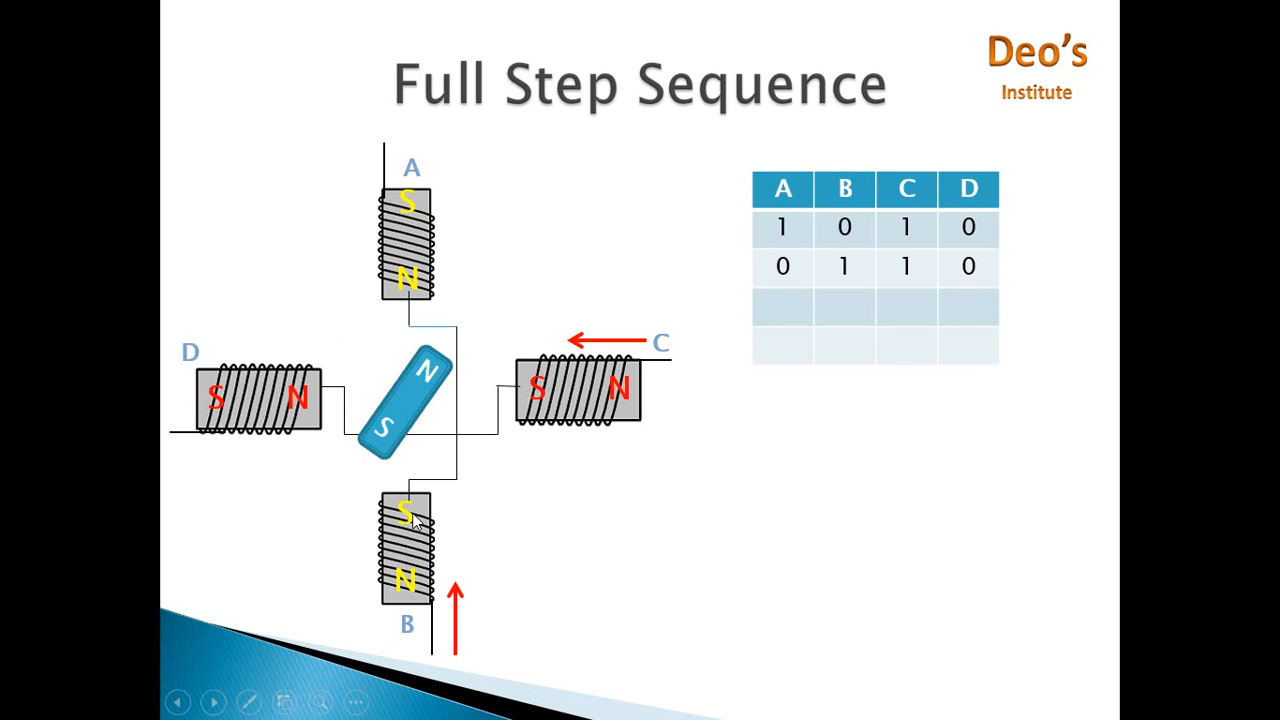 Deo's
Institute
Full Step Sequence
A
S
N
D
S N
N
S
C
S N
S
N
B
A B C D
1 0 1 0
0 1 1 0